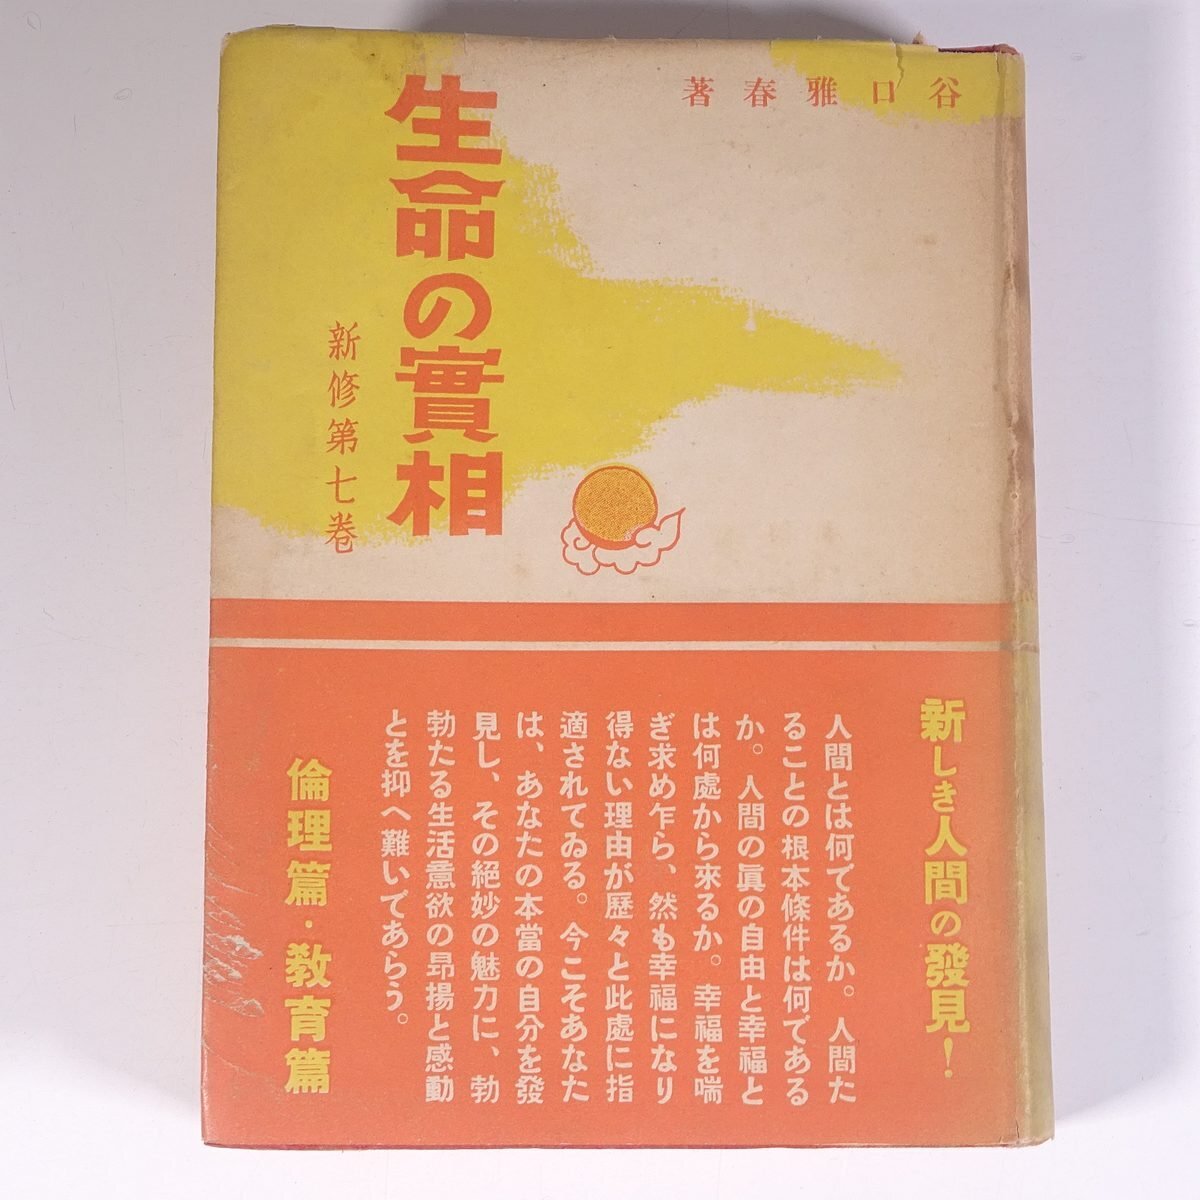 谷口雅春著
生命の實相
新修第七卷
新しき人間の發見!
人間とは何であるか。人間た
ることの根本條件は何である
か。人間の眞の自由と幸福と
は何處から來るか。幸福を喘
ぎ求め乍ら、然も幸福になり
得ない理由が歷々と此處に指
適されてゐる。今こそあなた
は、あなたの本當の自分を發
見し、その絕妙の魅力に、勃
勃たる生活意欲の昂揚と感動
とを抑へ難いであらう。
倫理篇・敎育篇